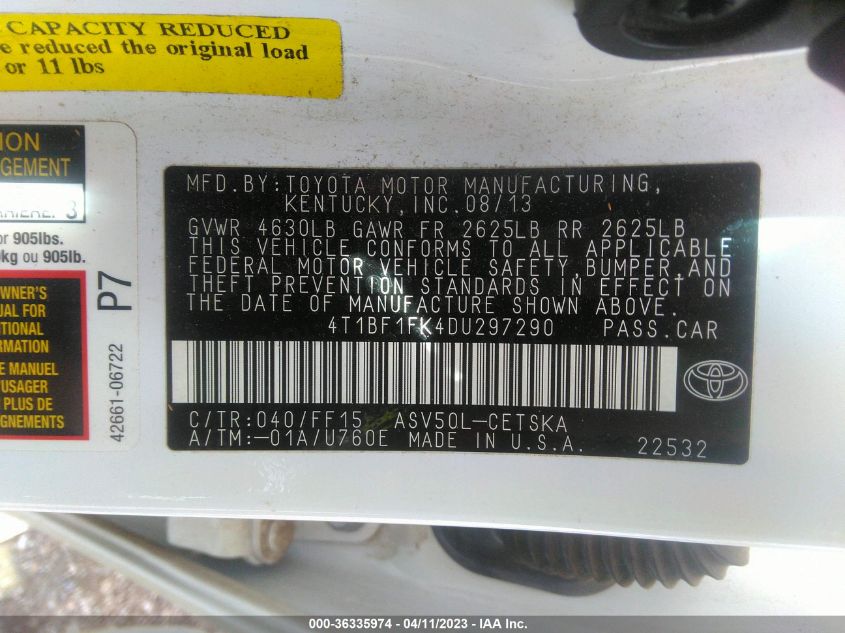 CAPACITY REDUCED
e reduced the original load
or 11 lbs
ION
GEMENT
3
or 905lbs.
0kg ou 905lb.
WNER'S
UAL FOR
ITIONAL
RMATION
E MANUEL
'USAGER
PLUS DE
GNEMENTS
P7
42661-06722
MFD.BY:TOYOTA MOTOR MANUFACTURING,
KENTUCKY,INC.08/13
GVWR 4630LB GAWR FR 2625LB RR 2625LB
THIS VEHICLE CONFORMS TO ALL APPLICABLE
FEDERAL MOTOR VEHICLE SAFETY,BUMPER,AND
THEFT PREVENTION STANDARDS IN EFFECT ON
THE DATE OF MANUFACTURE SHOWN ABOVE.
4T1BF1FK4DU297290 PASS.CAR
C/TR:040/FF15 ASV50L-CETSKA
A/TM:-01A/U760E MADE IN U.S.A.
22532
000-36335974 - 04/11/2023 - IAA Inc.